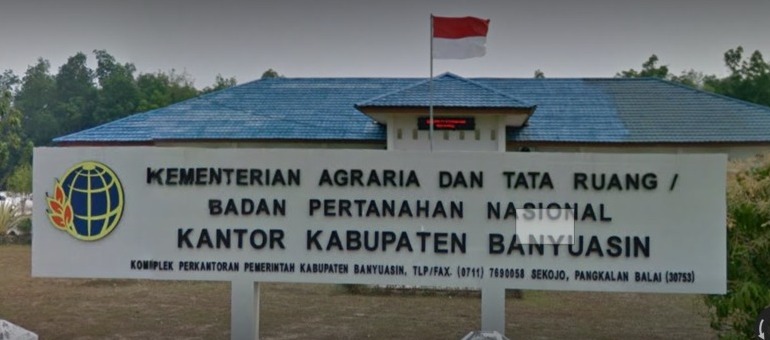 KEMENTERIAN AGRARIA DAN TATA RUANG /
BADAN PERTANAHAN NASIONAL
KANTOR KABUPATEN BANYUASIN
KOMPLEK PERKANTORAN PEMERINTAH KABUPATEN BANYUASIN, TLP/FAX. (0711) 7690058 SEKOJO, PANGKALAN BALAI (30753)